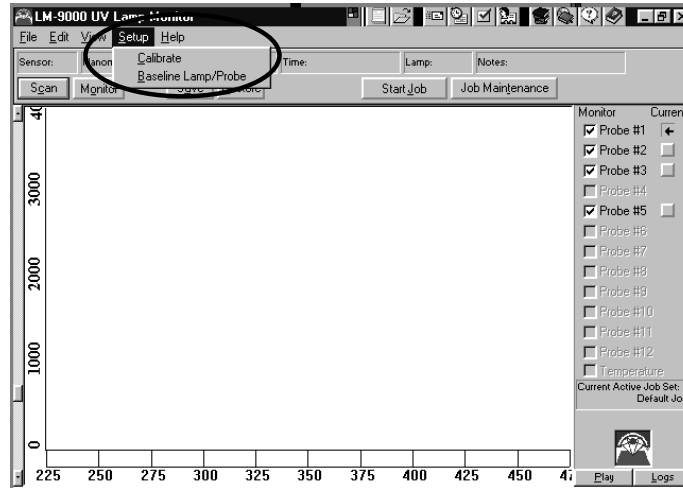 LM-9000 UV Lamp Monitor
File Edit View Setup Help
Calibrate
Baseline Lamp/Probe
Sensor: Time: Lamp: Notes:
Scan Monitor Save Start Job Job Maintenance
Monitor
Probe #1
Probe #2
Probe #3
Probe #4
Probe #5
Probe #6
Probe #7
Probe #8
Probe #9
Probe #10
Probe #11
Probe #12
Temperature
Current Active Job Set:
Default Jo
Play Logs
40
3000
2000
1000
0
225 250 275 300 325 350 375 400 425 450